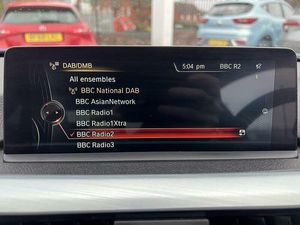 DAB/DMB
5:04 pm
BBC R2
All ensembles
BBC National DAB
BBC AsianNetwork
BBC Radio1
BBC Radio1Xtra
BBC Radio2
BBC Radio3